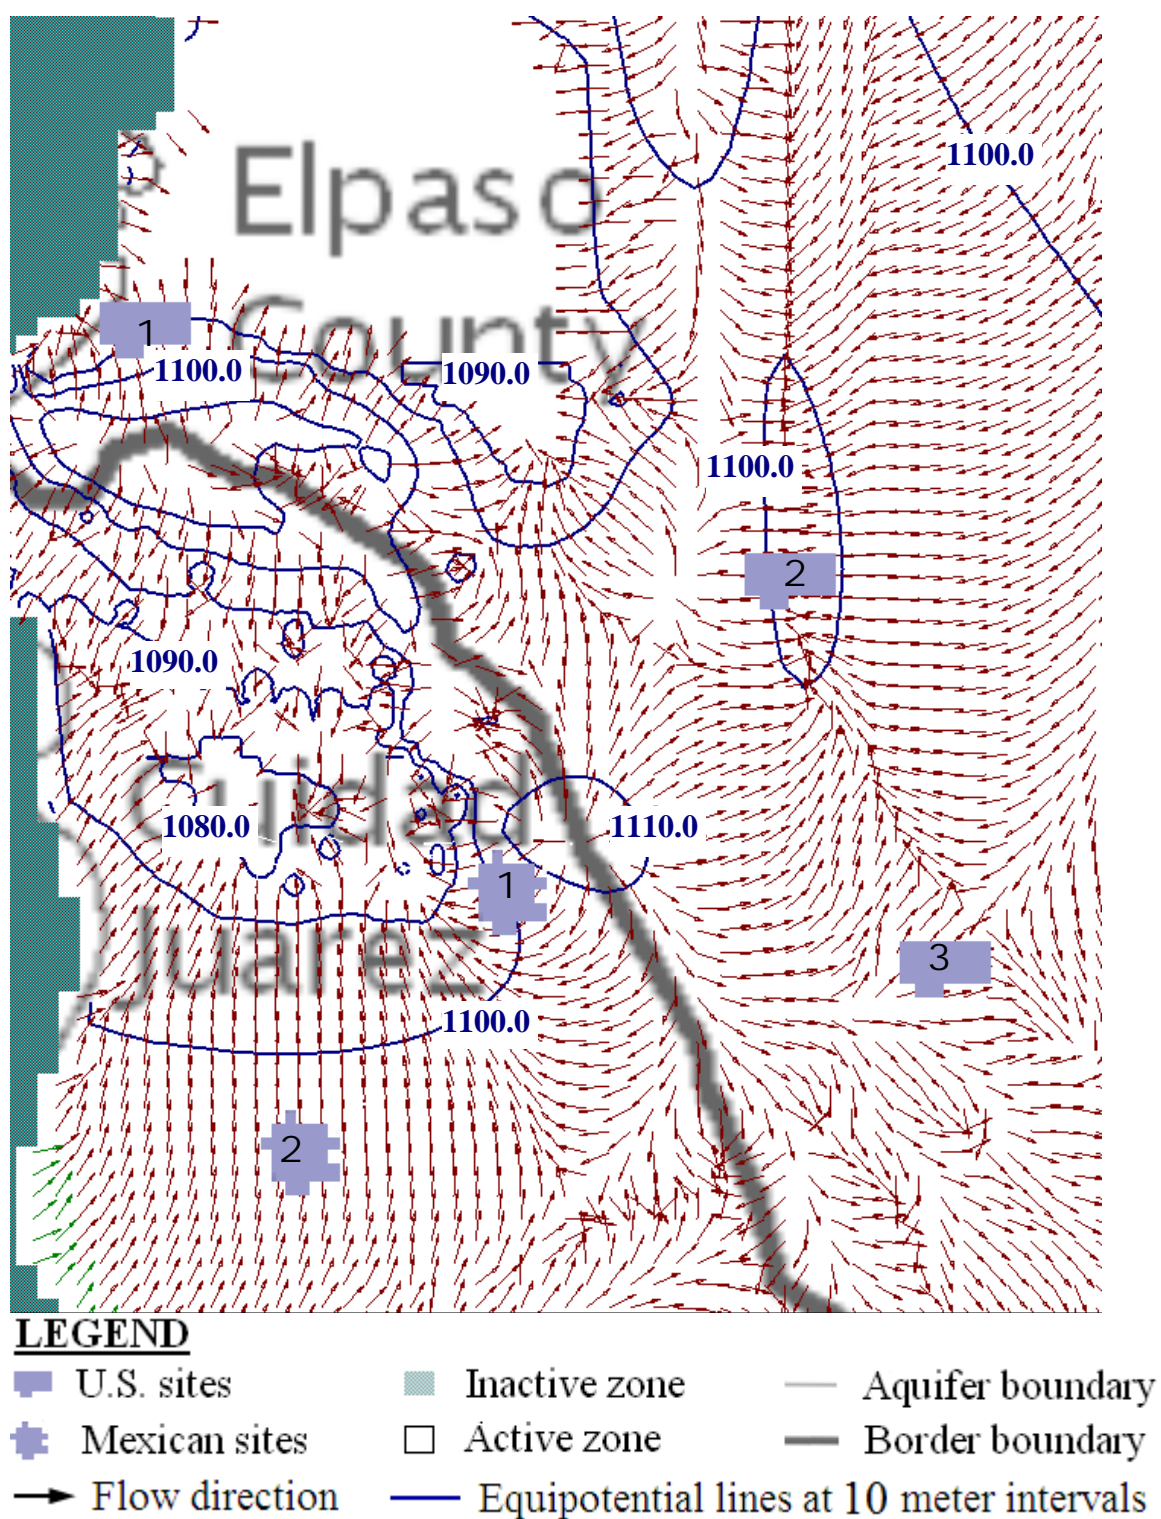 1100.0
Elpaso
County
1
1100.0
1090.0
1100.0
2
1090.0
Cuidad
1080.0
1110.0
1
Juarez
3
1100.0
2
LEGEND
U.S. sites Inactive zone Aquifer boundary
Mexican sites Active zone Border boundary
Flow direction Equipotential lines at 10 meter intervals